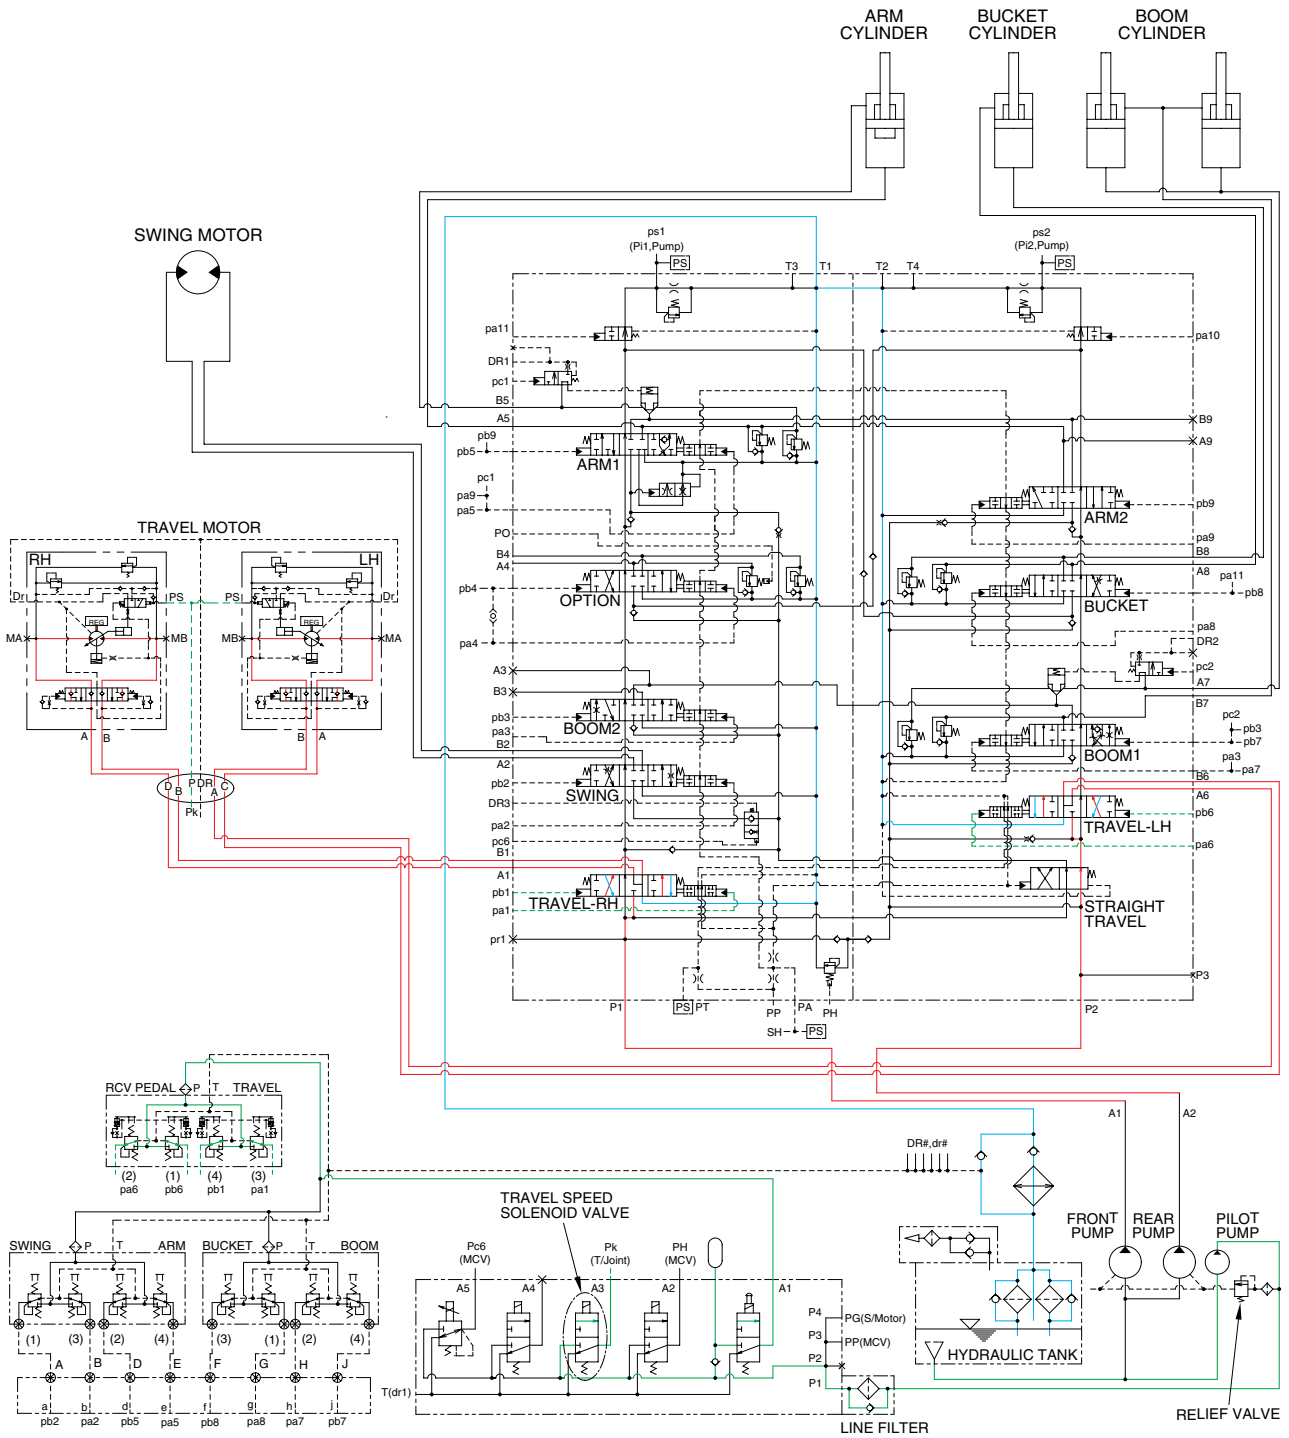 ARM
CYLINDER
BUCKET
CYLINDER
BOOM
CYLINDER
SWING MOTOR
ps1
(Pi1,Pump)
PS
ps2
(Pi2,Pump)
PS
T3
T1
T2
T4
pa11
pa10
DR1
pc1
B5
A5
B9
A9
pb9
pb5
ARM1
pc1
pa9
pa5
pb9
ARM2
PO
pa9
B4
A4
B8
A8
pa11
pb8
pb4
OPTION
BUCKET
pa4
pa8
DR2
A3
pc2
B3
A7
B7
pb3
pa3
BOOM2
B2
pc2
pb3
pb7
BOOM1
pa3
pa7
A2
pb2
SWING
B6
A6
DR3
pb6
TRAVEL-LH
pa2
pc6
B1
pa6
A1
pb1
TRAVEL-RH
pa1
STRAIGHT
TRAVEL
pr1
P3
P1
PS
PT
PP
PA
PH
P2
SH
PS
TRAVEL MOTOR
RH
LH
Dr
PS
PS
Dr
REG
REG
MA
MB
MB
MA
A
B
B
A
D
B
P
DR
A
C
Pk
RCV PEDAL
P
T
TRAVEL
(2)
(1)
(4)
(3)
pa6
pb6
pb1
pa1
SWING
P
T
ARM
BUCKET
P
T
BOOM
(1)
(3)
(2)
(4)
(3)
(1)
(2)
(4)
A
B
D
E
F
G
H
J
a
b
d
e
f
g
h
j
pb2
pa2
pb5
pa5
pb8
pa8
pa7
pb7
TRAVEL SPEED
SOLENOID VALVE
Pc6
(MCV)
Pk
(T/Joint)
PH
(MCV)
A5
A4
A3
A2
A1
P4
PG(S/Motor)
P3
PP(MCV)
P2
P1
T(dr1)
LINE FILTER
DR#,dr#
A1
A2
FRONT
PUMP
REAR
PUMP
PILOT
PUMP
HYDRAULIC TANK
RELIEF VALVE